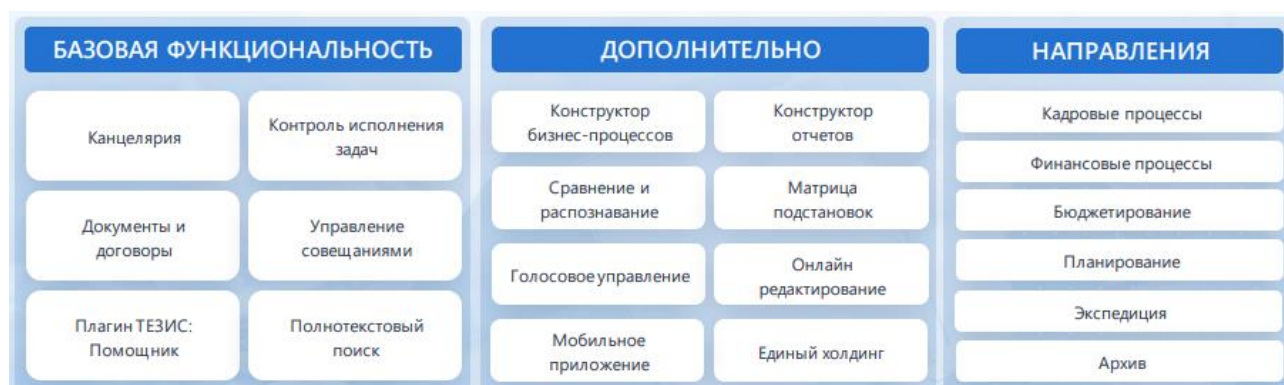 БАЗОВАЯ ФУНКЦИОНАЛЬНОСТЬ
Канцелярия
Контроль исполнения
задач
Документы и
договоры
Управление
совещаниями
Плагин ТЕЗИС:
Помощник
Полнотекстовый
поиск
ДОПОЛНИТЕЛЬНО
Конструктор
бизнес-процессов
Конструктор
отчетов
Сравнение и
распознавание
Матрица
подстановок
Голосовое управление
Онлайн
редактирование
Мобильное
приложение
Единый холдинг
НАПРАВЛЕНИЯ
Кадровые процессы
Финансовые процессы
Бюджетирование
Планирование
Экспедиция
Архив